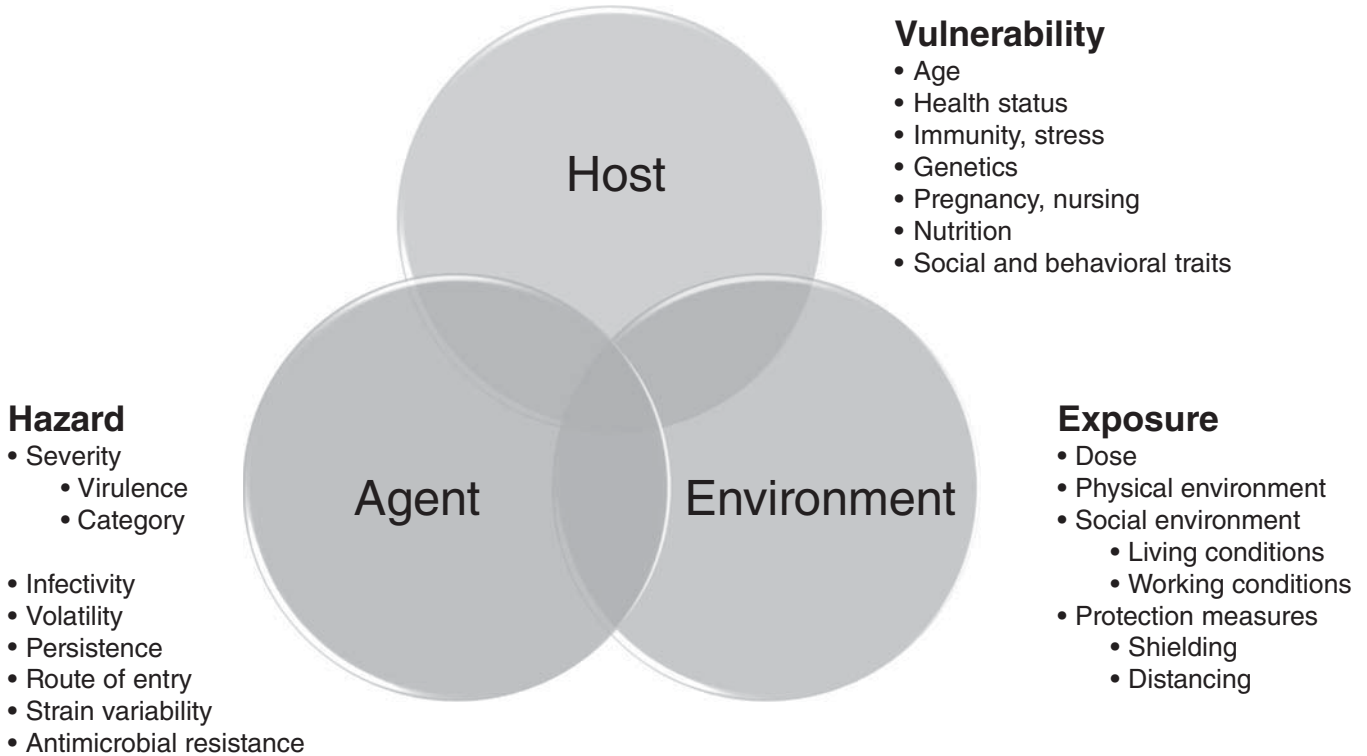 Vulnerability
• Age
• Health status
• Immunity, stress
• Genetics
• Pregnancy, nursing
• Nutrition
• Social and behavioral traits
Host
Hazard
• Severity
• Virulence
• Category
• Infectivity
• Volatility
• Persistence
• Route of entry
• Strain variability
• Antimicrobial resistance
Agent
Environment
Exposure
• Dose
• Physical environment
• Social environment
• Living conditions
• Working conditions
• Protection measures
• Shielding
• Distancing